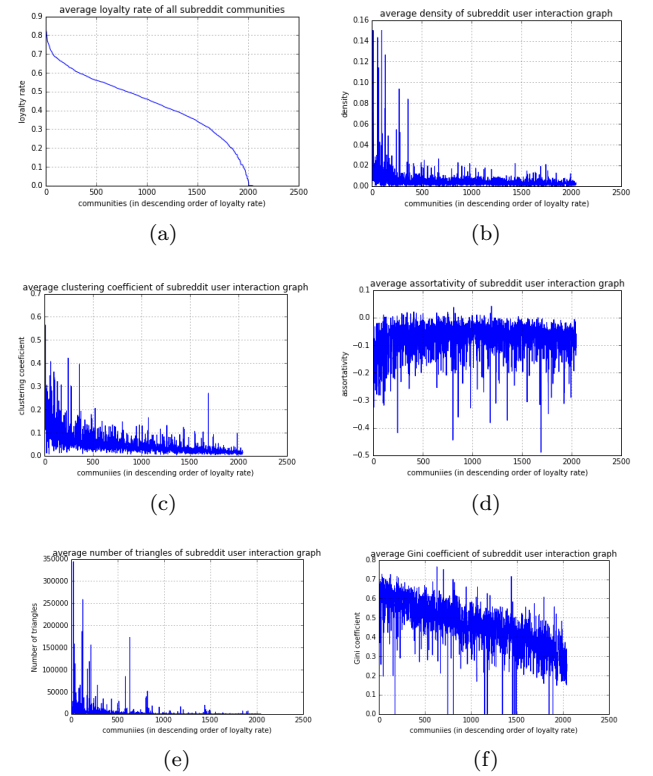 average loyalty rate of all subreddit communities
0.9
0.8
0.7
0.6
0.5
0.4
0.3
0.2
0.1
0.0
loyalty rate
0 500 1000 1500 2000 2500
communities (in descending order of loyalty rate)
(a)
average density of subreddit user interaction graph
0.16
0.14
0.12
0.10
0.08
0.06
0.04
0.02
0.00
density
0 500 1000 1500 2000 2500
communities (in descending order of loyalty rate)
(b)
average clustering coefficient of subreddit user interaction graph
0.7
0.6
0.5
0.4
0.3
0.2
0.1
0.0
clustering coeeficient
0 500 1000 1500 2000 2500
communiies (in descending order of loyalty rate)
(c)
average assortativity of subreddit user interaction graph
0.1
0.0
−0.1
−0.2
−0.3
−0.4
−0.5
assortativity
0 500 1000 1500 2000 2500
communiies (in descending order of loyalty rate)
(d)
average number of triangles of subreddit user interaction graph
350000
300000
250000
200000
150000
100000
50000
0
Number of triangles
0 500 1000 1500 2000 2500
communiies (in descending order of loyalty rate)
(e)
average Gini coefficient of subreddit user interaction graph
0.8
0.7
0.6
0.5
0.4
0.3
0.2
0.1
0.0
Gini coefficient
0 500 1000 1500 2000 2500
communiies (in descending order of loyalty rate)
(f)